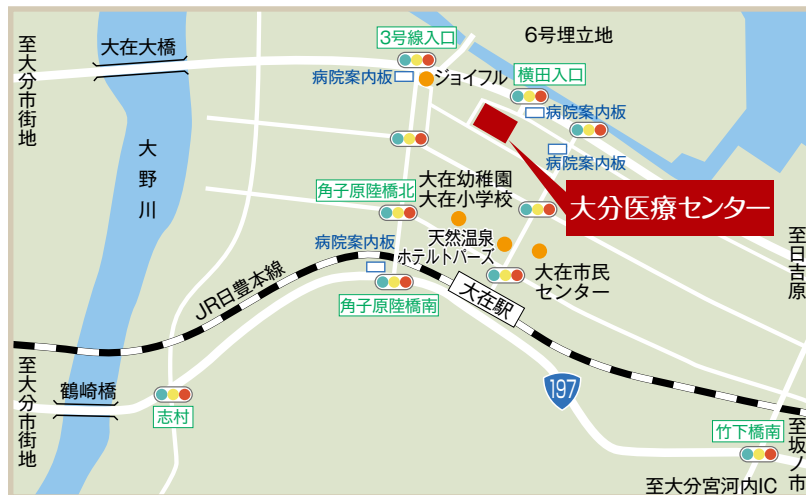 至大分市街地
大在大橋
3号線入口
6号埋立地
病院案内板
ジョイフル
横田入口
病院案内板
病院案内板
大野川
大在幼稚園
大在小学校
角子原陸橋北
大分医療センター
天然温泉
ホテルトパーズ
病院案内板
大在市民
センター
至日吉原
JR日豊本線
角子原陸橋南
大在駅
至大分市街地
鶴崎橋
志村
197
竹下橋南
至坂ノ市
至大分宮河内IC